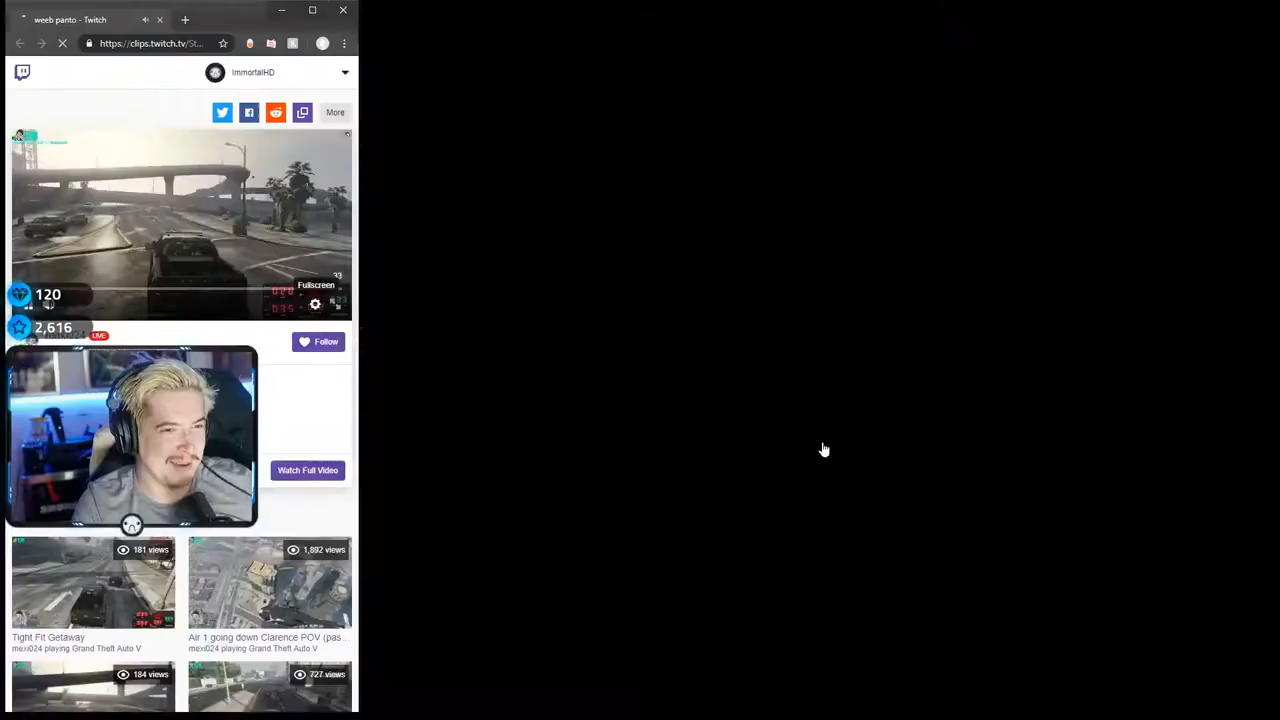 weeb panto - Twitch
https://clips.twitch.tv/St...
ImmortalHD
More
33
Fullscreen
120
2,616
LIVE
Follow
Watch Full Video
181 views
1,892 views
Tight Fit Getaway
Air 1 going down Clarence POV (pas...
mexi024 playing Grand Theft Auto V
mexi024 playing Grand Theft Auto V
184 views
727 views